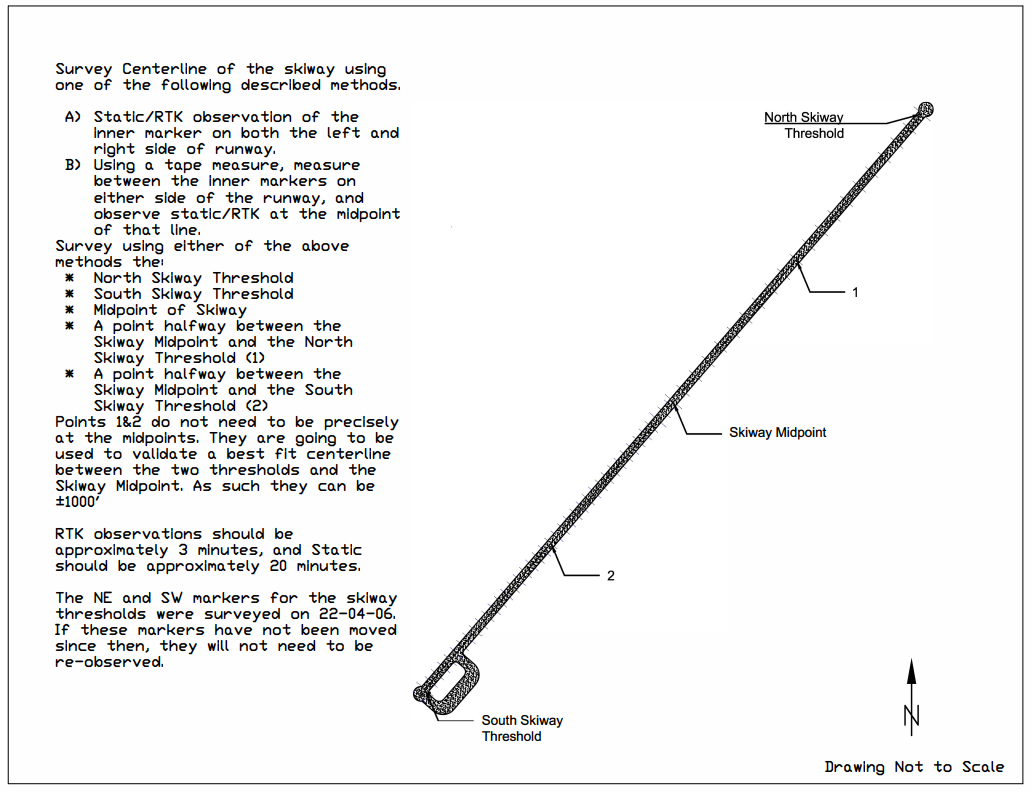 Survey Centerline of the skiway using
one of the following described methods.
A) Static/RTK observation of the
inner marker on both the left and
right side of runway.
B) Using a tape measure, measure
between the inner markers on
either side of the runway, and
observe static/RTK at the midpoint
of that line.
Survey using either of the above
methods the:
* North Skiway Threshold
* South Skiway Threshold
* Midpoint of Skiway
* A point halfway between the
Skiway Midpoint and the North
Skiway Threshold (1)
* A point halfway between the
Skiway Midpoint and the South
Skiway Threshold (2)
Points 1&2 do not need to be precisely
at the midpoints. They are going to be
used to validate a best fit centerline
between the two thresholds and the
Skiway Midpoint. As such they can be
±1000'
RTK observations should be
approximately 3 minutes, and Static
should be approximately 20 minutes.
The NE and SW markers for the skiway
thresholds were surveyed on 22-04-06.
If these markers have not been moved
since then, they will not need to be
re-observed.
North Skiway
Threshold
1
Skiway Midpoint
2
South Skiway
Threshold
N
Drawing Not to Scale